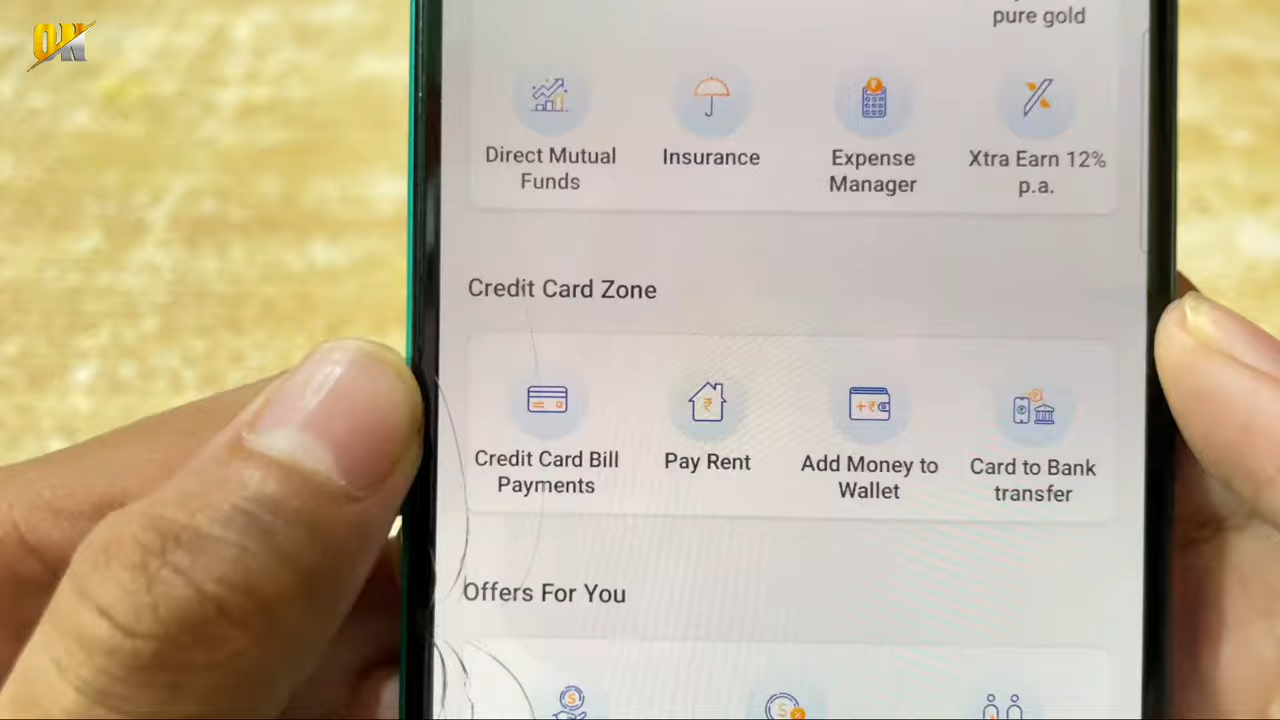 ON
pure gold
Direct Mutual
Funds
Insurance
Expense
Manager
Xtra Earn 12%
p.a.
Credit Card Zone
Credit Card Bill
Payments
Pay Rent
Add Money to
Wallet
Card to Bank
transfer
Offers For You